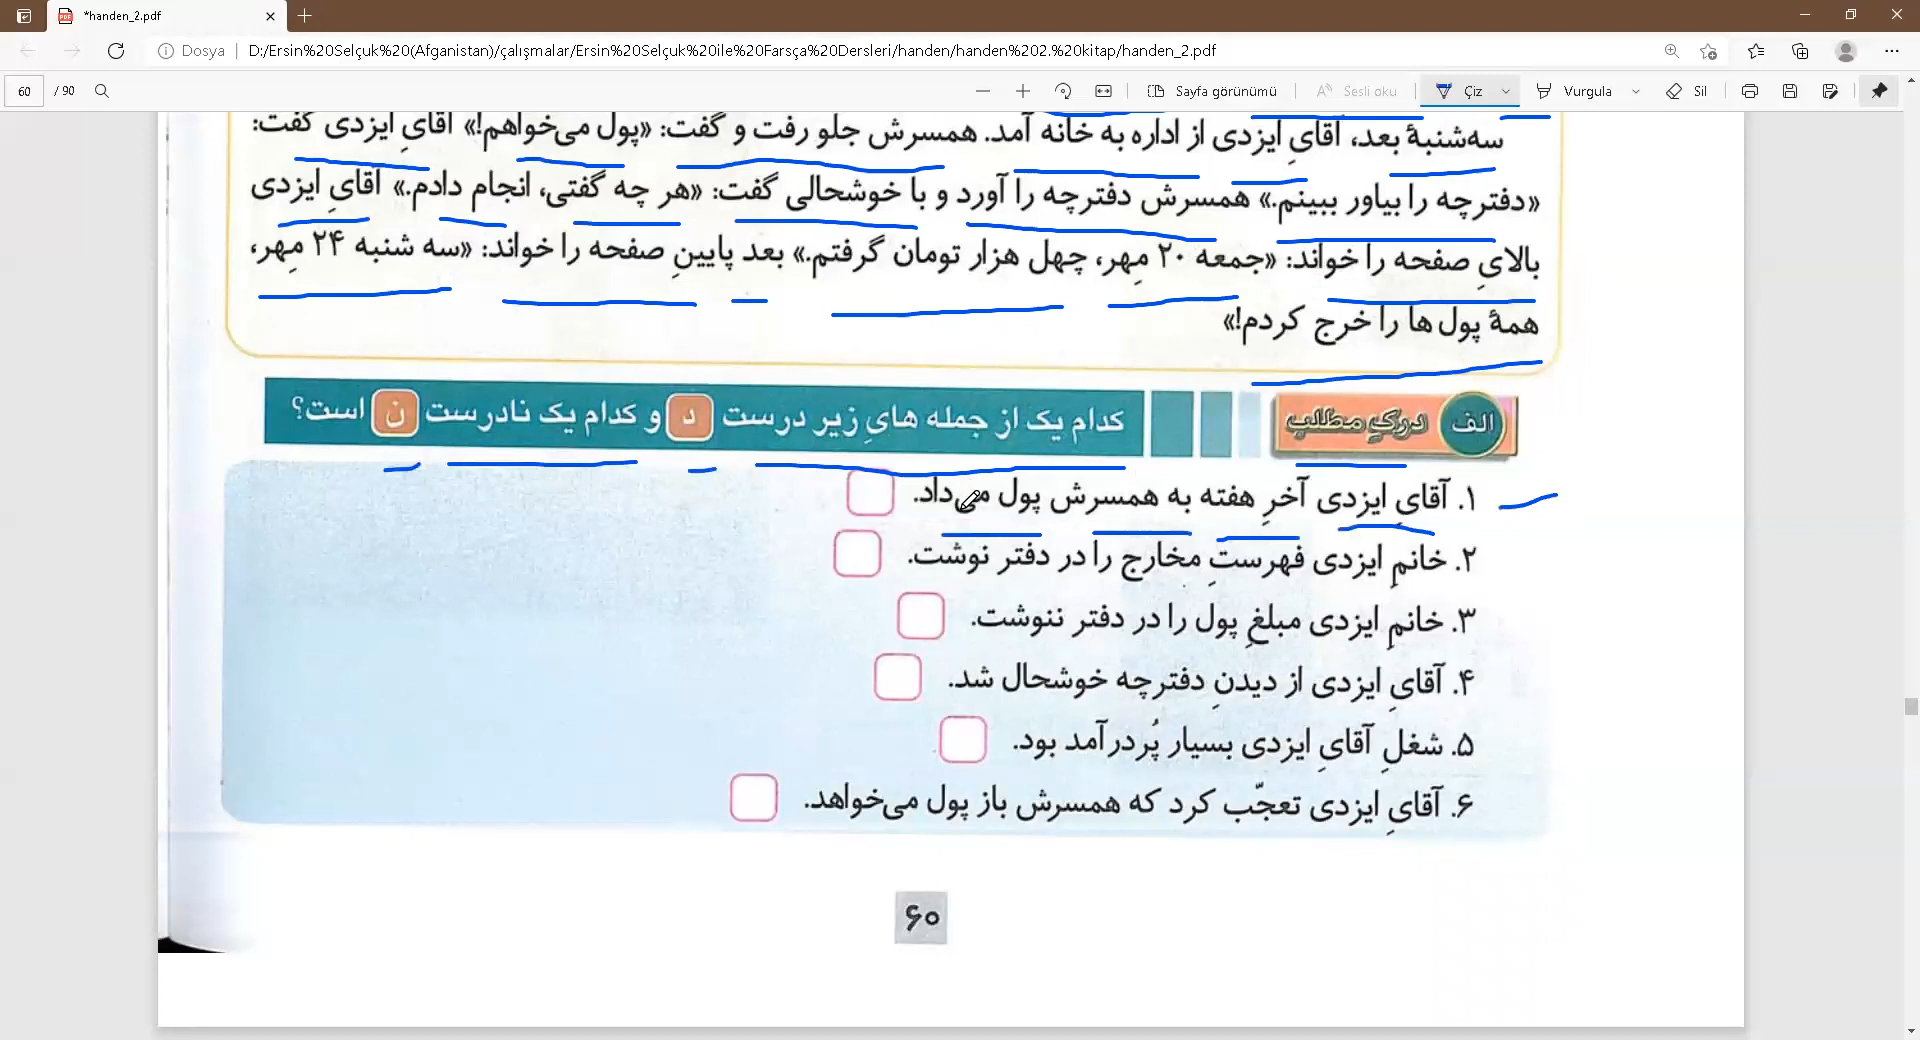 *handen_2.pdf
Dosya D:/Ersin%20Selçuk%20(Afganistan)/çalışmalar/Ersin%20Selçuk%20ile%20Farsça%20Dersleri/handen/handen%202.%20kitap/handen_2.pdf
60 / 90 Sayfa görünümü Sesli oku Çiz Vurgula Sil
سه‌شنبهٔ بعد، آقایِ ایزدی از اداره به خانه آمد. همسرش جلو رفت و گفت: «پول می‌خواهم!» آقایِ ایزدی گفت:
«دفترچه را بیاور ببینم.» همسرش دفترچه را آورد و با خوشحالی گفت: «هر چه گفتی، انجام دادم.» آقایِ ایزدی
بالایِ صفحه را خواند: «جمعه ۲۰ مِهر، چهل هزار تومان گرفتم.» بعد پایینِ صفحه را خواند: «سه شنبه ۲۴ مِهر،
همهٔ پول ها را خرج کردم!»
الف درکِ مطلب کدام یک از جمله هایِ زیر درست د و کدام یک نادرست ن است؟
۱. آقایِ ایزدی آخرِ هفته به همسرش پول می‌داد.
۲. خانمِ ایزدی فهرستِ مخارج را در دفتر نوشت.
۳. خانمِ ایزدی مبلغِ پول را در دفتر ننوشت.
۴. آقایِ ایزدی از دیدنِ دفترچه خوشحال شد.
۵. شغلِ آقایِ ایزدی بسیار پُردرآمد بود.
۶. آقایِ ایزدی تعجّب کرد که همسرش باز پول می‌خواهد.
۶۰